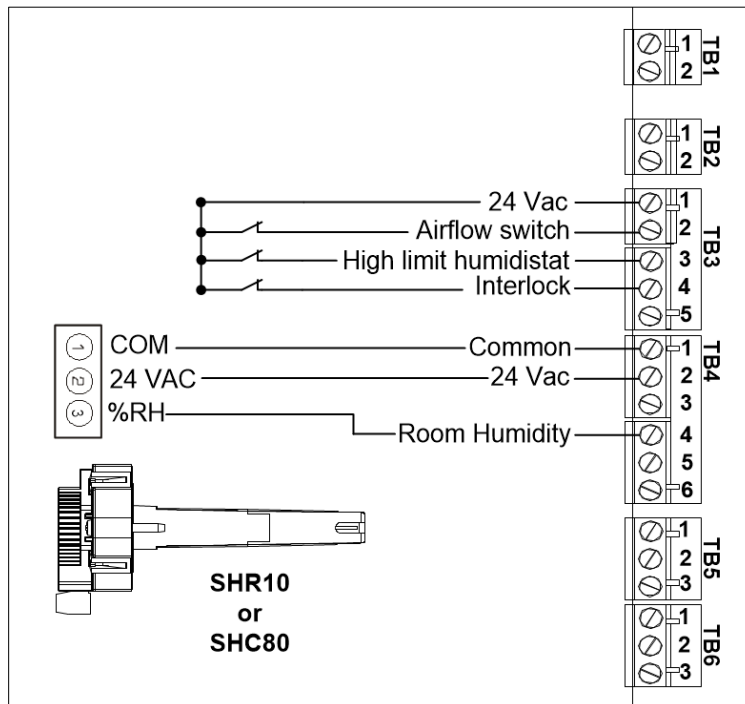 1
2
TB1
1
2
TB2
24 Vac 1
Airflow switch 2
High limit humidistat 3
Interlock 4
5
TB3
1 COM Common 1
2 24 VAC 24 Vac 2
3 %RH 3
Room Humidity 4
5
6
TB4
SHR10
or
SHC80
1
2
3
TB5
1
2
3
TB6